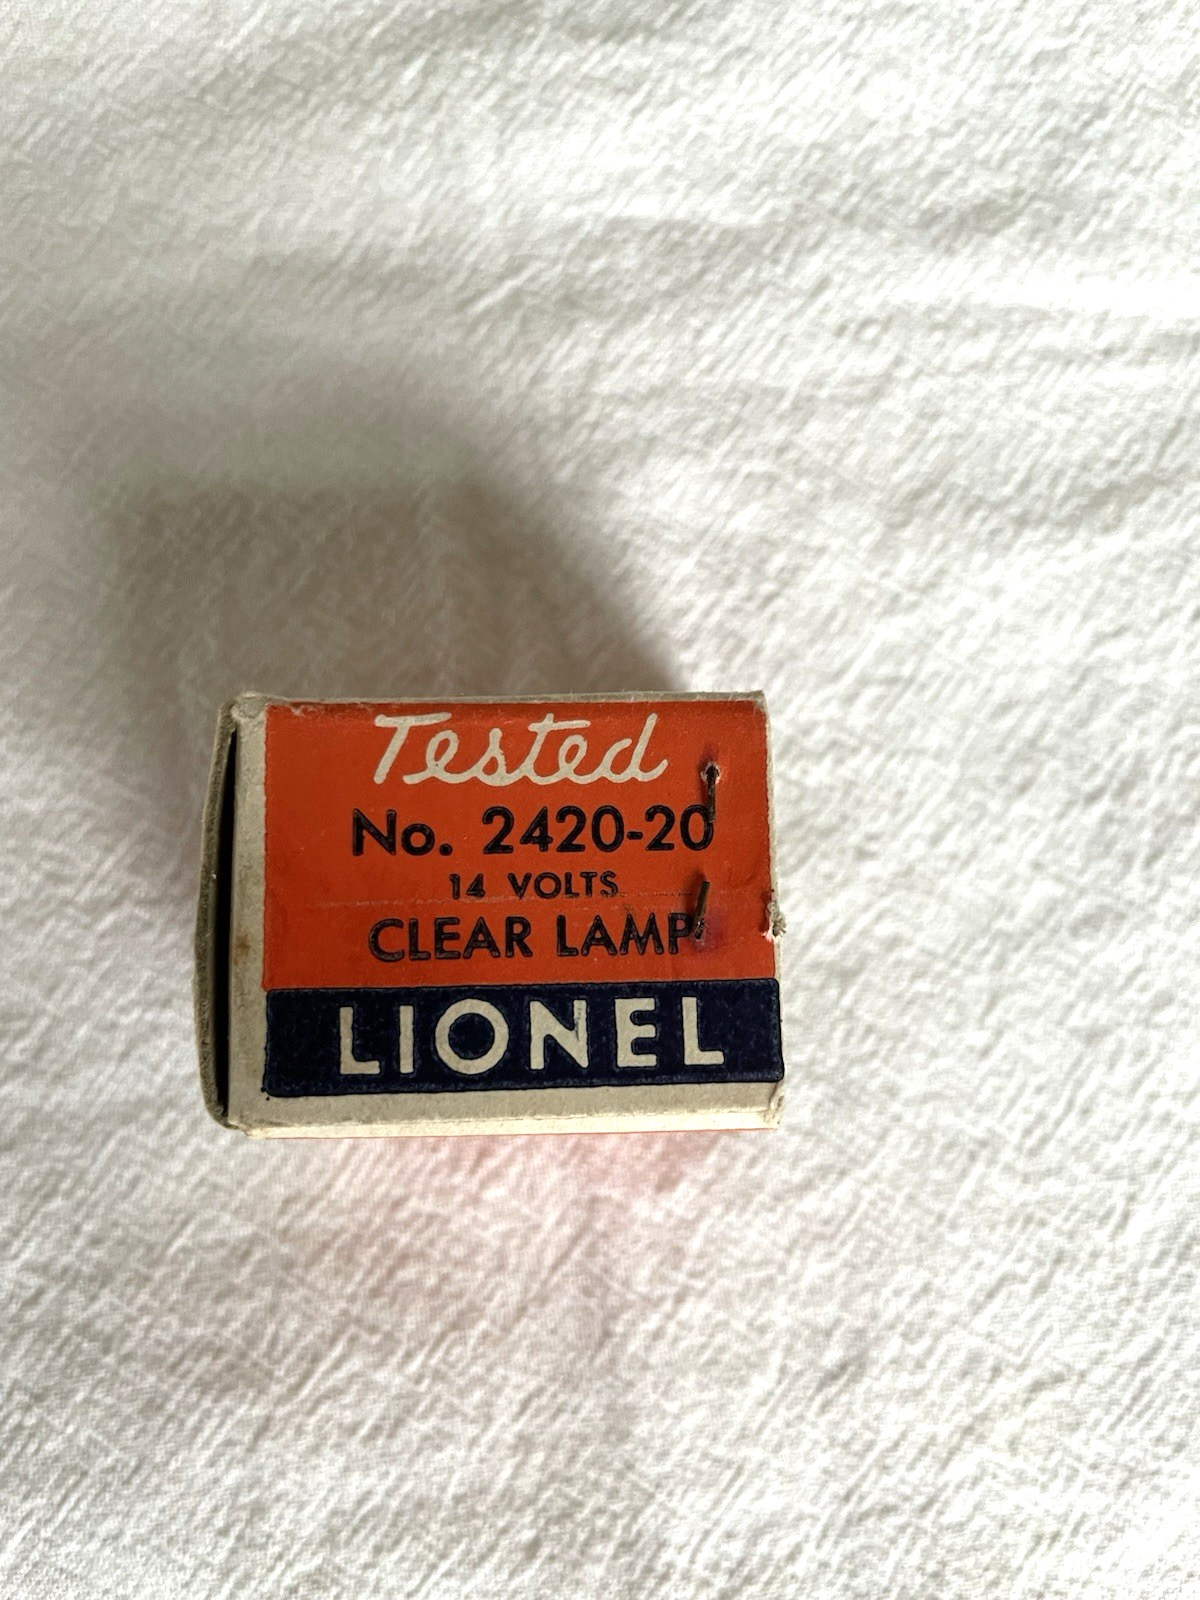 Tested
No. 2420-20
14 VOLTS
CLEAR LAMP
LIONEL